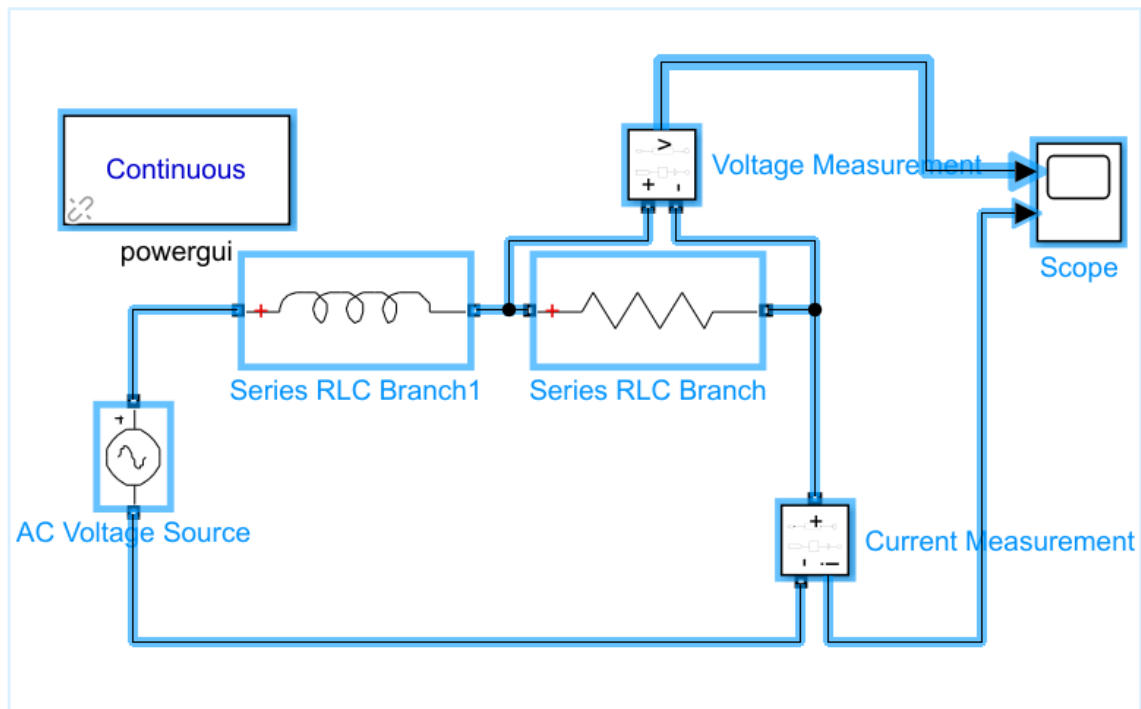 Continuous
powergui
v
+ -
Voltage Measurement
Scope
+
Series RLC Branch1
+
Series RLC Branch
+
AC Voltage Source
+
- i
Current Measurement